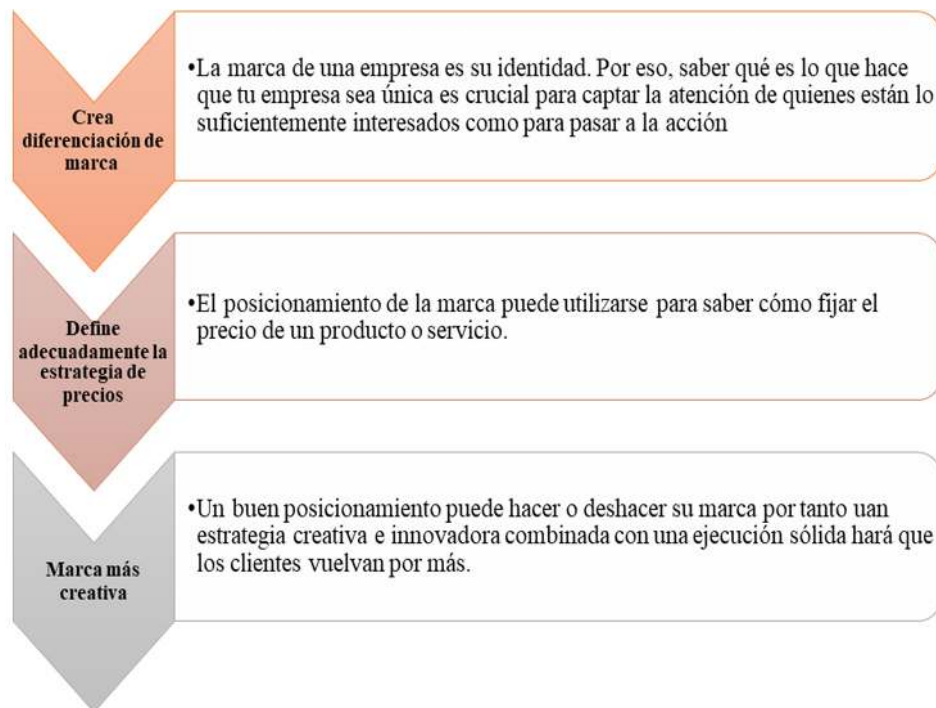 Crea
diferenciación de
marca
•La marca de una empresa es su identidad. Por eso, saber qué es lo que hace
que tu empresa sea única es crucial para captar la atención de quienes están lo
suficientemente interesados como para pasar a la acción
Define
adecuadamente la
estrategia de
precios
•El posicionamiento de la marca puede utilizarse para saber cómo fijar el
precio de un producto o servicio.
Marca más
creativa
•Un buen posicionamiento puede hacer o deshacer su marca por tanto uan
estrategia creativa e innovadora combinada con una ejecución sólida hará que
los clientes vuelvan por más.